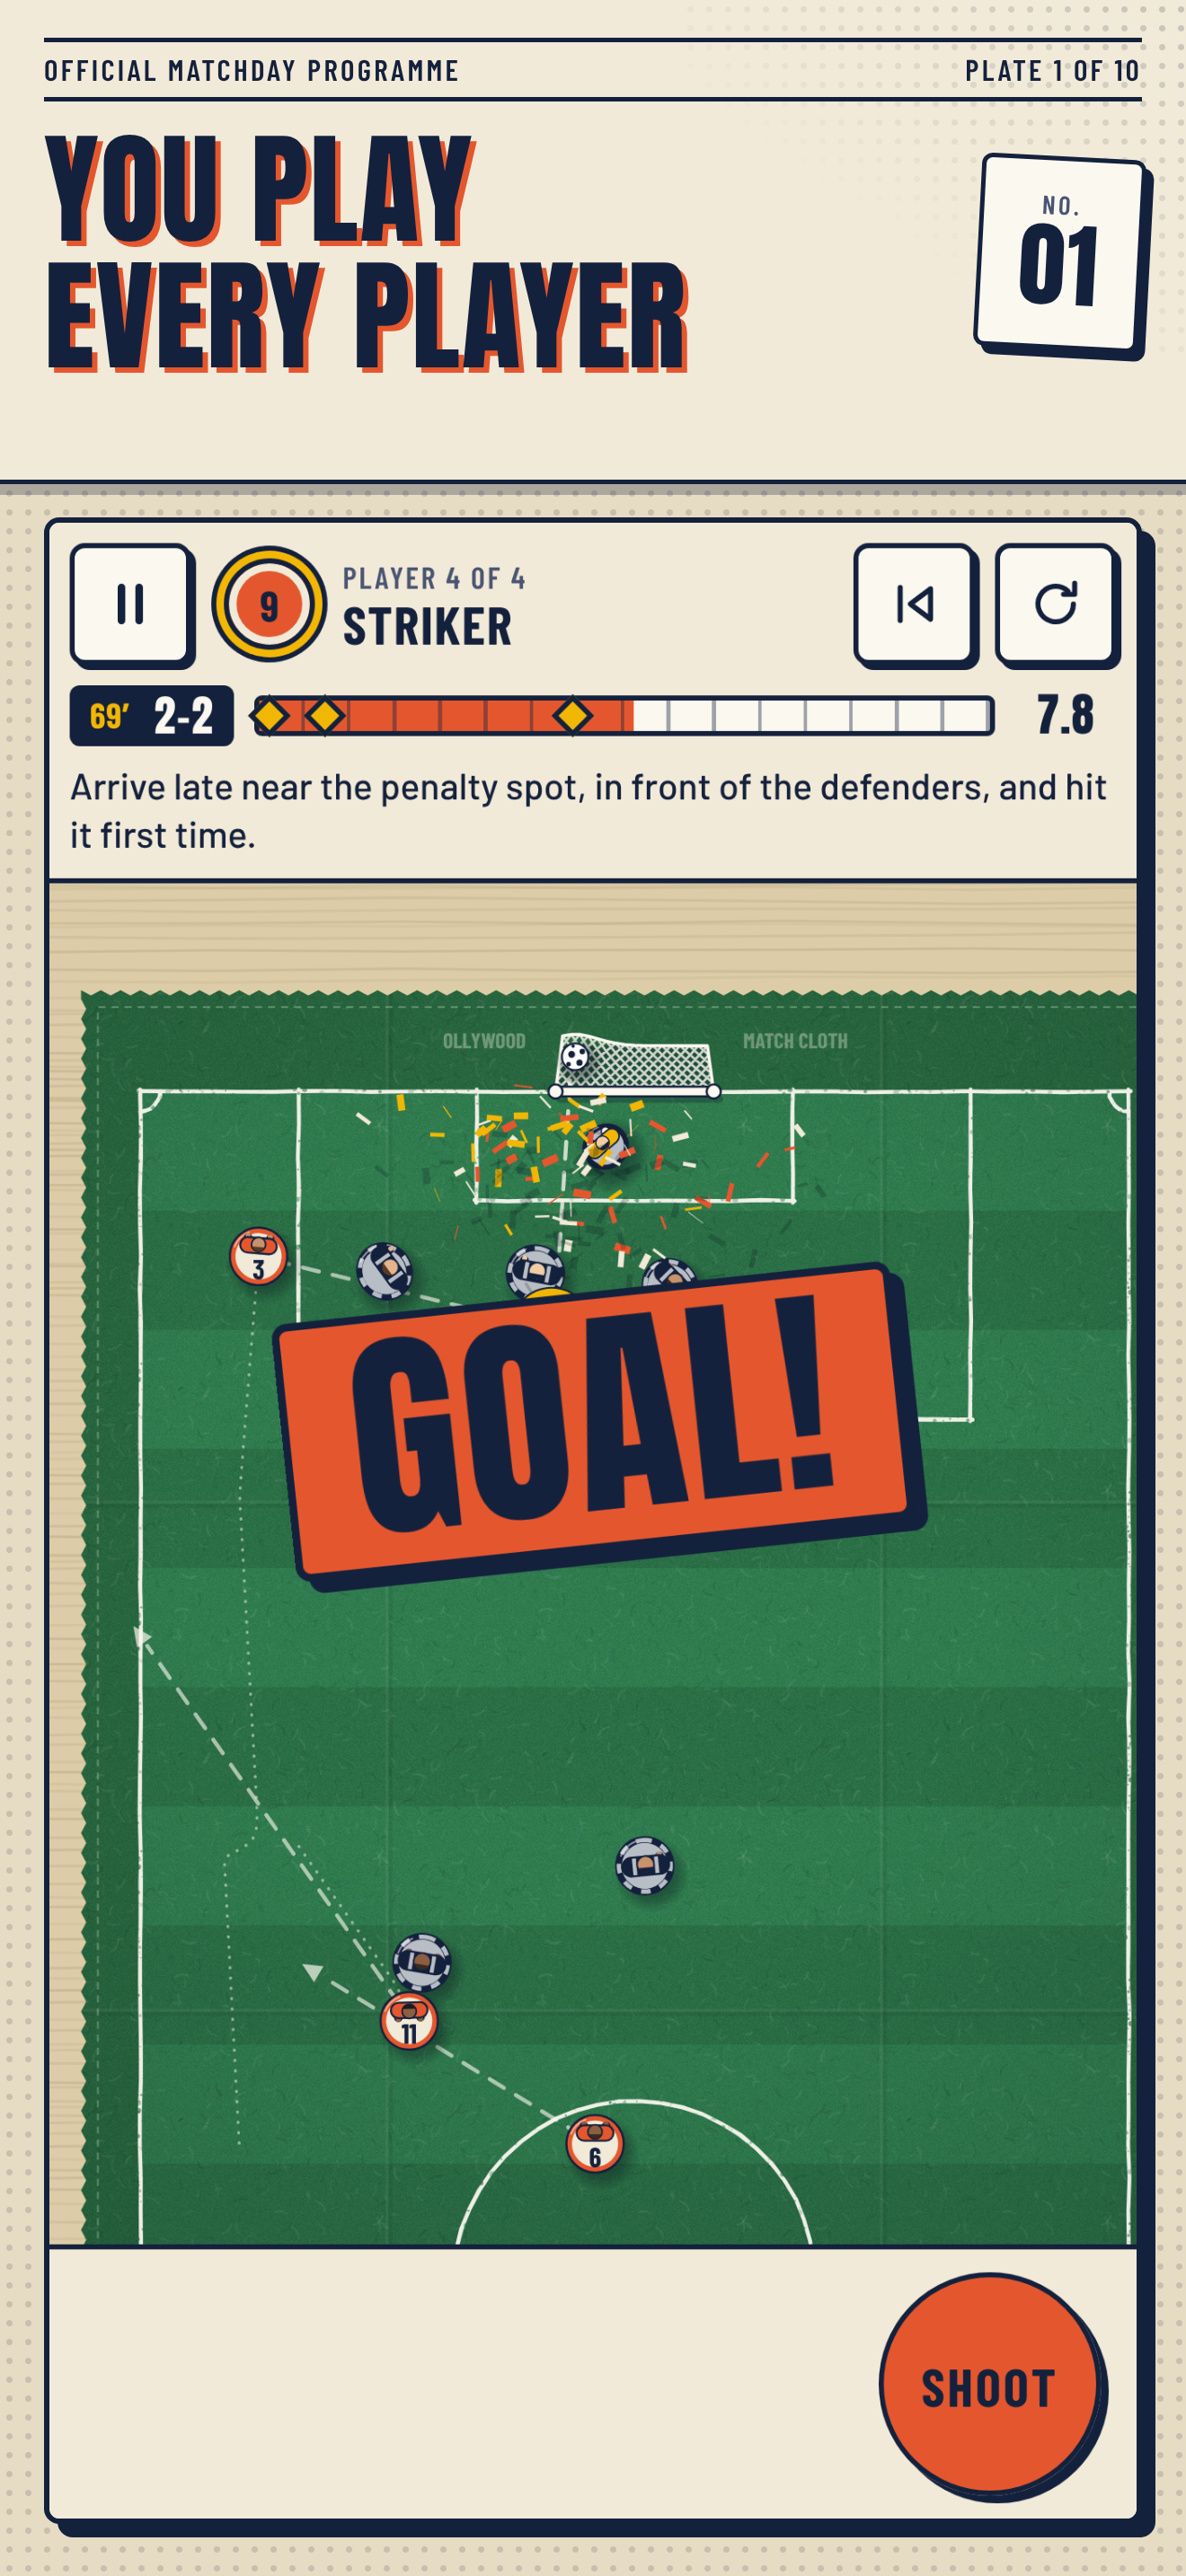 OFFICIAL MATCHDAY PROGRAMME
PLATE 1 OF 10
YOU PLAY
EVERY PLAYER
NO.
01
9
PLAYER 4 OF 4
STRIKER
69′ 2-2
7.8
Arrive late near the penalty spot, in front of the defenders, and hit
it first time.
OLLYWOOD
MATCH CLOTH
3
GOAL!
11
6
SHOOT